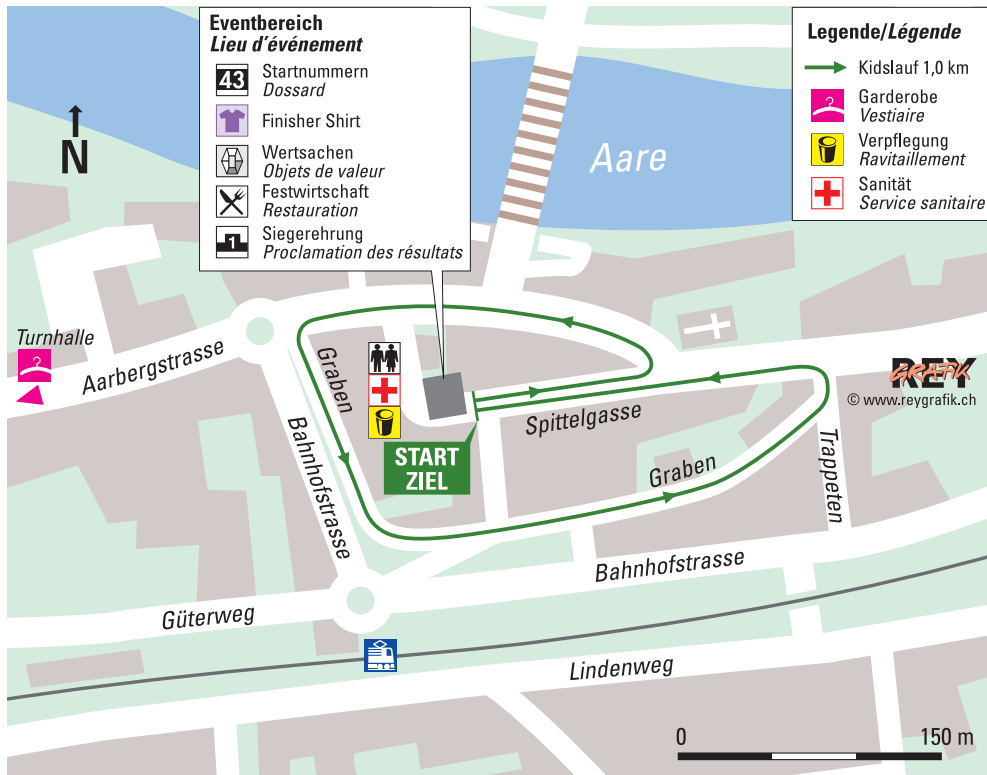 Eventbereich
Lieu d'événement
43
Startnummern
Dossard
Finisher Shirt
Wertsachen
Objets de valeur
Festwirtschaft
Restauration
1
Siegerehrung
Proclamation des résultats
Legende/Légende
Kidslauf 1,0 km
Garderobe
Vestiaire
Verpflegung
Ravitaillement
Sanität
Service sanitaire
N
Aare
Turnhalle
Aarbergstrasse
Graben
Bahnhofstrasse
START
ZIEL
Spittelgasse
Graben
Trappeten
REY
GRAFIK
© www.reygrafik.ch
Bahnhofstrasse
Güterweg
Lindenweg
0
150 m